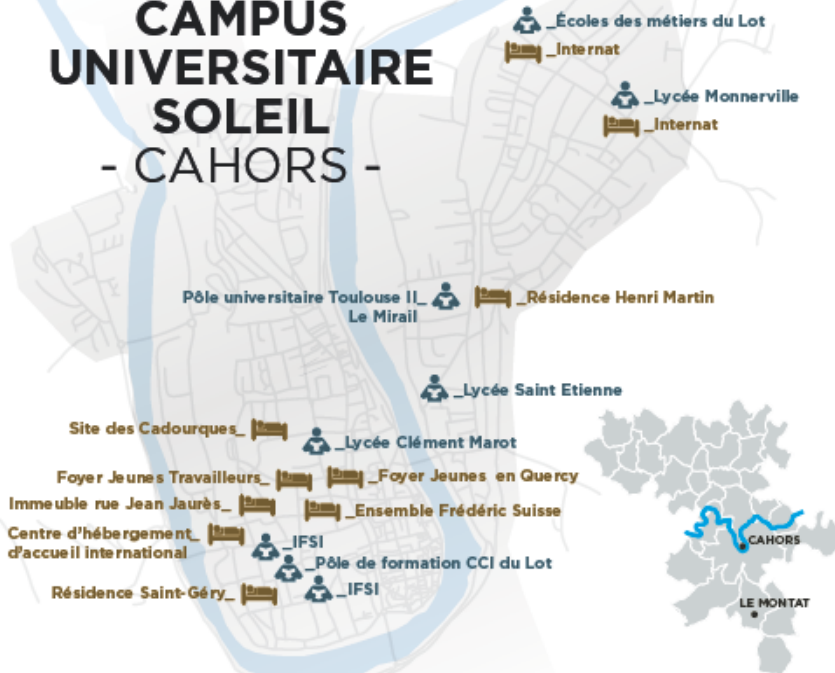 CAMPUS
UNIVERSITAIRE
SOLEIL
- CAHORS -
_Écoles des métiers du Lot
_Internat
_Lycée Monnerville
_Internat
Pôle universitaire Toulouse II_
Le Mirail
_Résidence Henri Martin
_Lycée Saint Etienne
Site des Cadourques_
_Lycée Clément Marot
Foyer Jeunes Travailleurs_
_Foyer Jeunes en Quercy
Immeuble rue Jean Jaurès_
_Ensemble Frédéric Suisse
Centre d'hébergement_
d'accueil international
_IFSI
_Pôle de formation CCI du Lot
Résidence Saint-Géry_
_IFSI
CAHORS
LE MONTAT